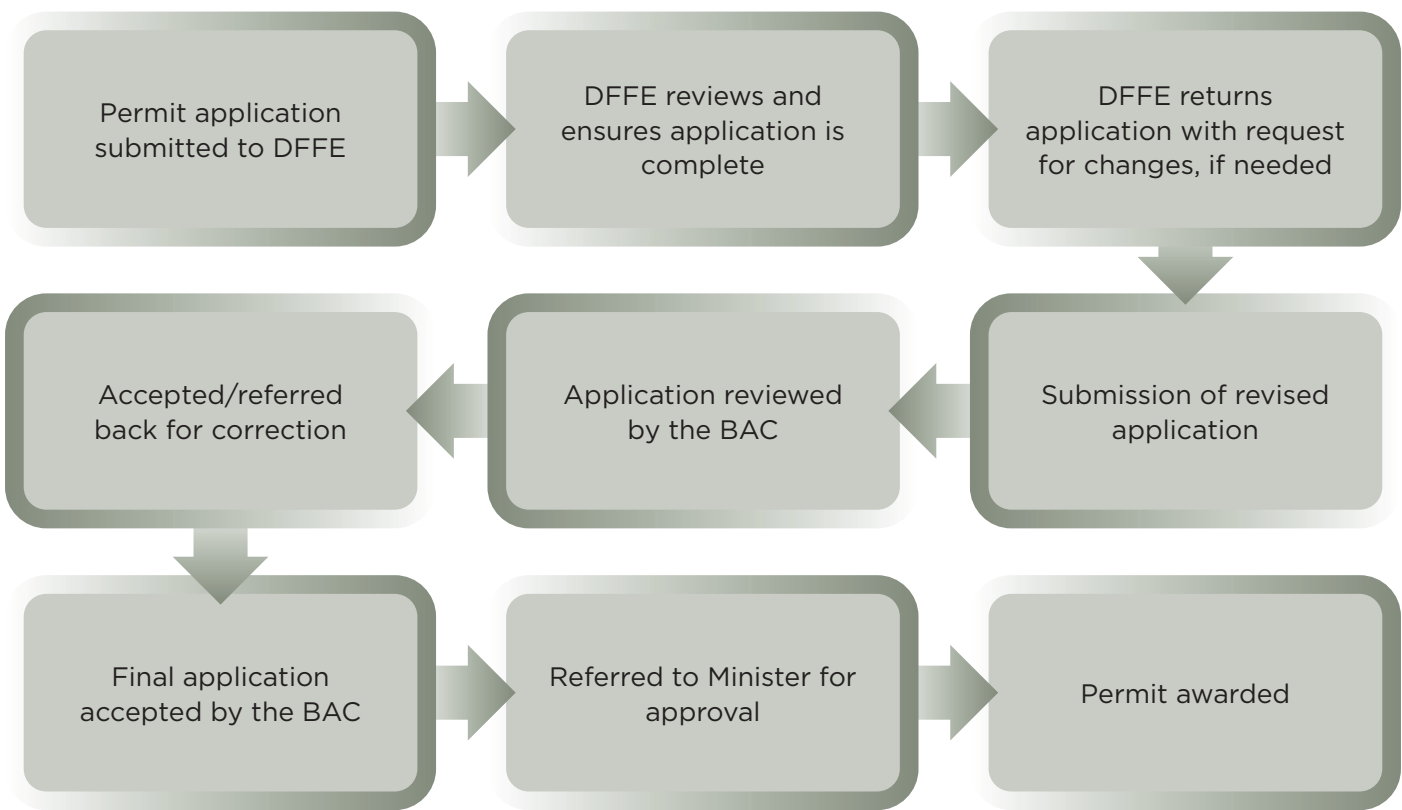 Permit application
submitted to DFFE
DFFE reviews and
ensures application is
complete
DFFE returns
application with request
for changes, if needed
Submission of revised
application
Application reviewed
by the BAC
Accepted/referred
back for correction
Final application
accepted by the BAC
Referred to Minister for
approval
Permit awarded